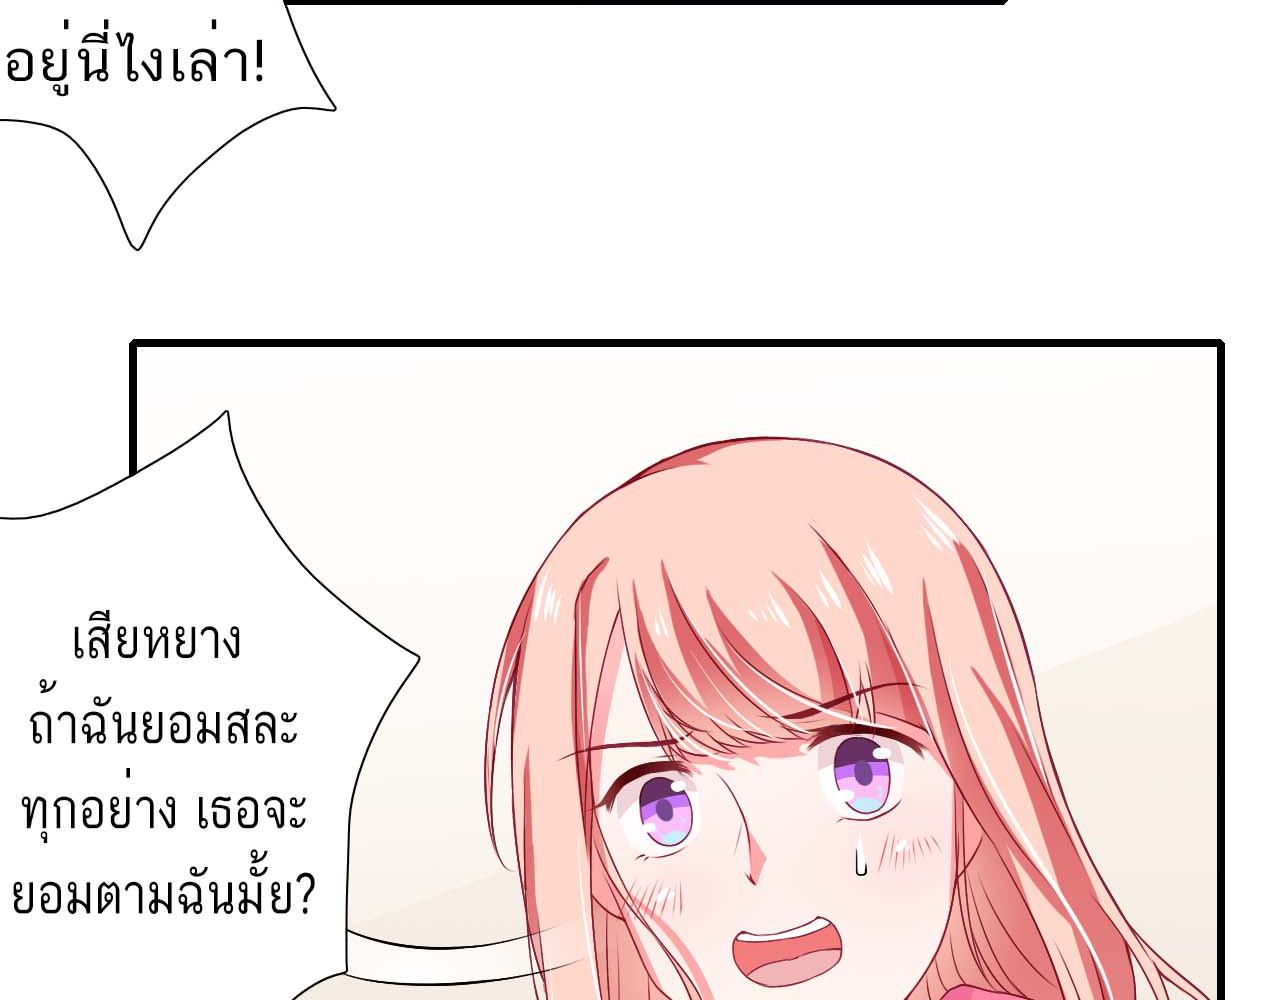 อยู่นี่ไงเล่า!
เสียหยาง
ถ้าฉันยอมสละ
ทุกอย่าง เธอจะ
ยอมตามฉันมั้ย?